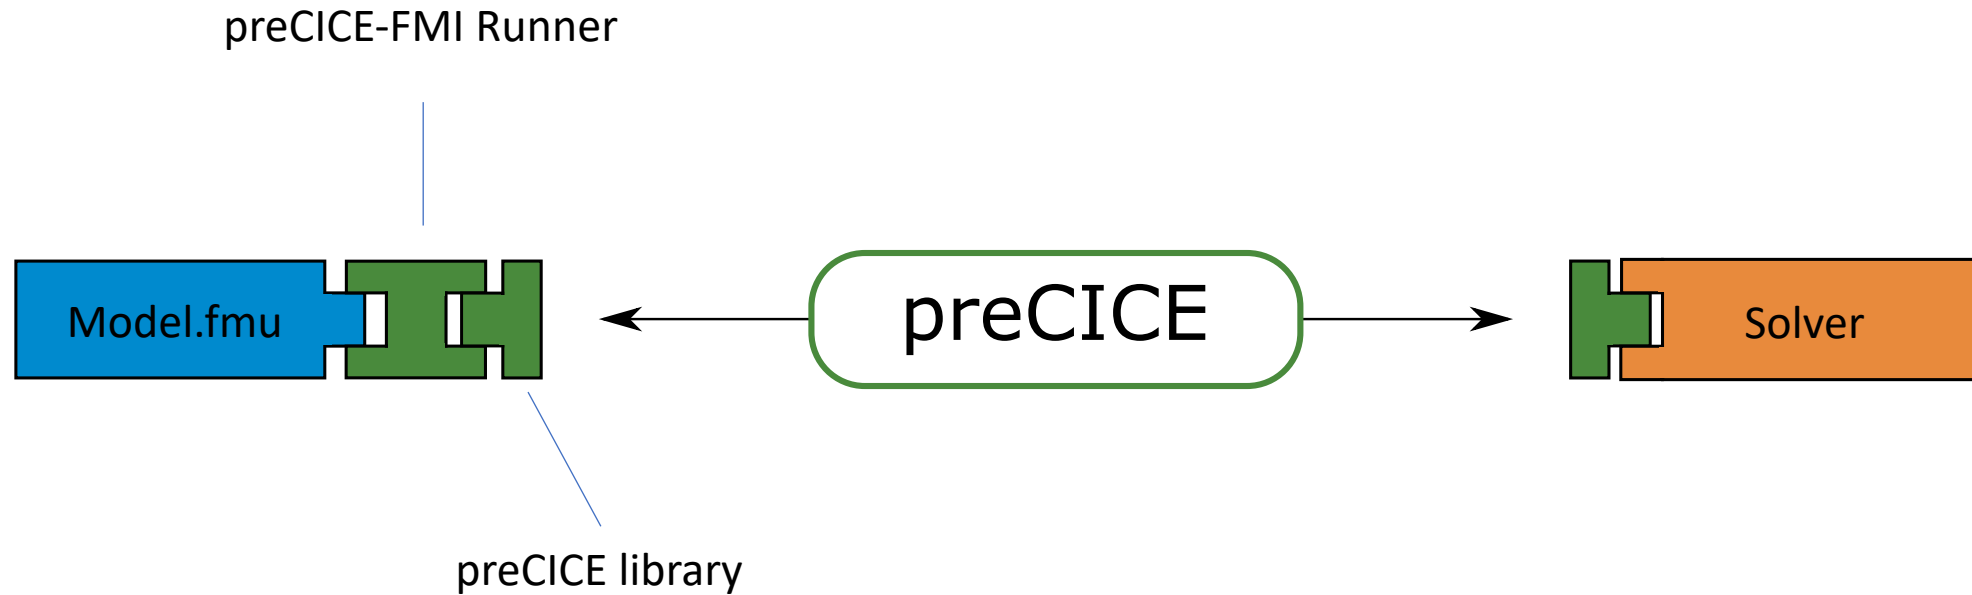 preCICE-FMI Runner
Model.fmu
preCICE
Solver
preCICE library